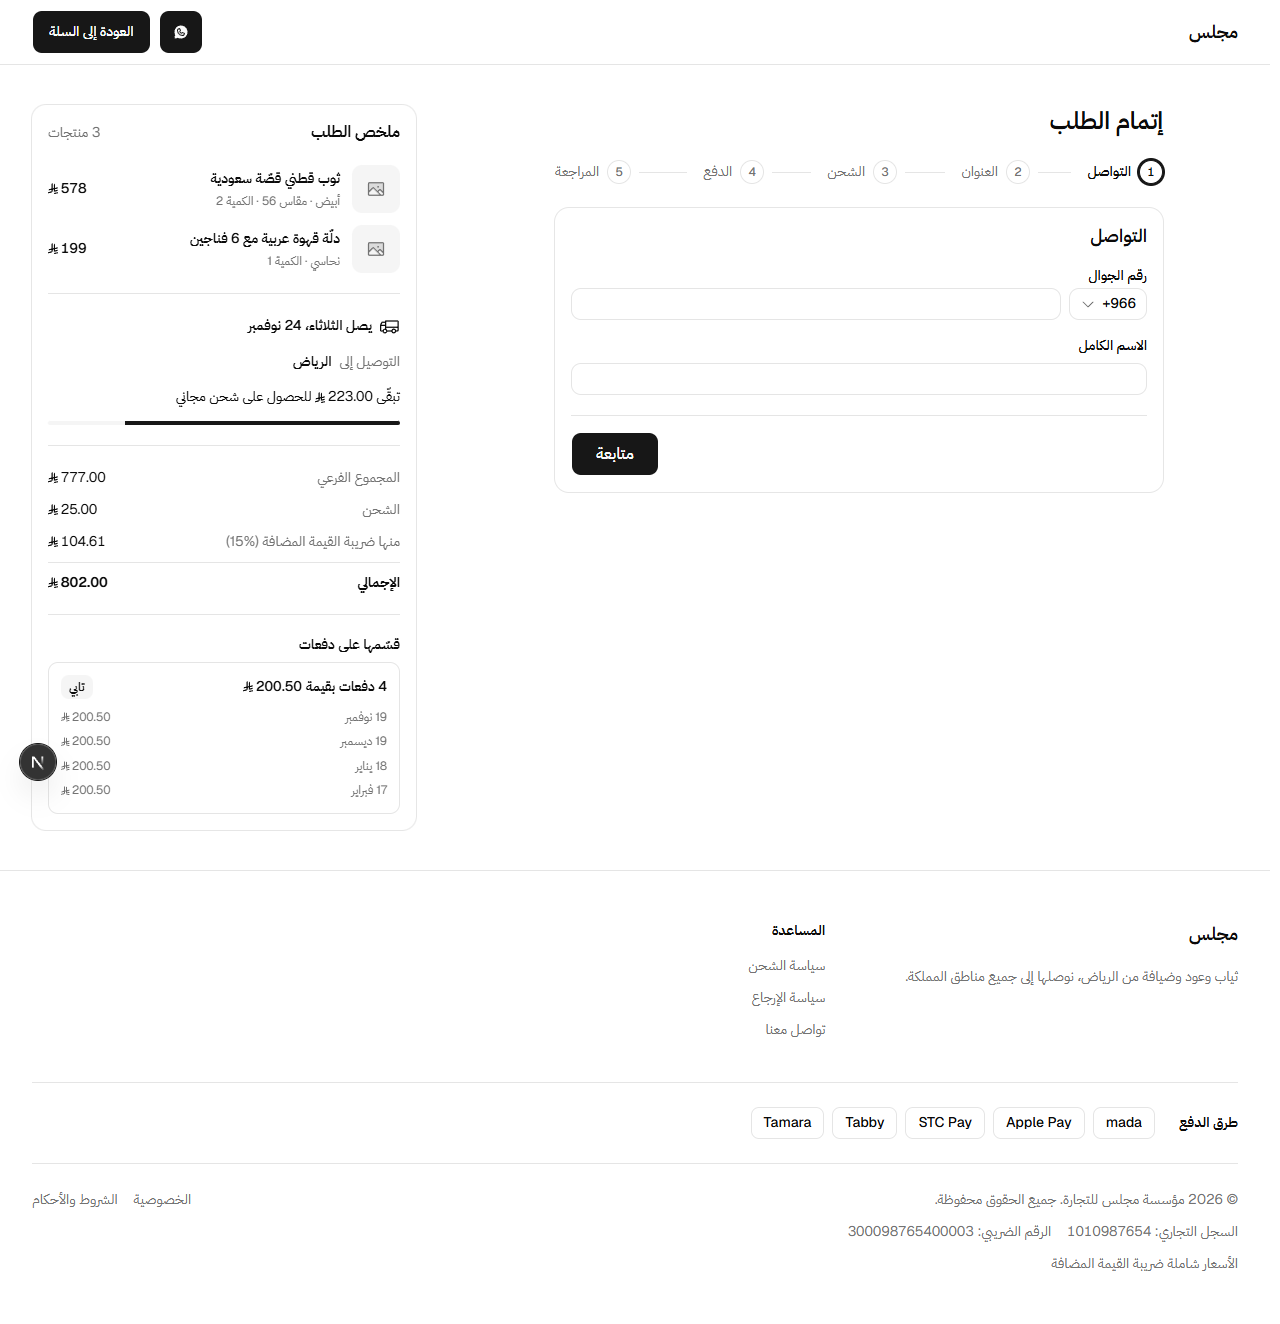 مجلس
العودة إلى السلة
إتمام الطلب
1 التواصل
2 العنوان
3 الشحن
4 الدفع
5 المراجعة
التواصل
رقم الجوال
+966
الاسم الكامل
متابعة
ملخص الطلب
3 منتجات
ثوب قطني قصّة سعودية
أبيض · مقاس 56 · الكمية 2
578 ⃁
دلّة قهوة عربية مع 6 فناجين
نحاسي · الكمية 1
199 ⃁
يصل الثلاثاء، 24 نوفمبر
التوصيل إلى الرياض
تبقّى 223.00 ⃁ للحصول على شحن مجاني
المجموع الفرعي 777.00 ⃁
الشحن 25.00 ⃁
منها ضريبة القيمة المضافة (15%) 104.61 ⃁
الإجمالي 802.00 ⃁
قسّمها على دفعات
4 دفعات بقيمة 200.50 ⃁
تابي
19 نوفمبر 200.50 ⃁
19 ديسمبر 200.50 ⃁
18 يناير 200.50 ⃁
17 فبراير 200.50 ⃁
N
مجلس
ثياب وعود وضيافة من الرياض، نوصلها إلى جميع مناطق المملكة.
المساعدة
سياسة الشحن
سياسة الإرجاع
تواصل معنا
طرق الدفع
mada
Apple Pay
STC Pay
Tabby
Tamara
© 2026 مؤسسة مجلس للتجارة. جميع الحقوق محفوظة.
الخصوصية
الشروط والأحكام
السجل التجاري: 1010987654
الرقم الضريبي: 300098765400003
الأسعار شاملة ضريبة القيمة المضافة